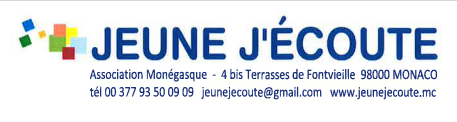 JEUNE J'ÉCOUTE
Association Monégasque - 4 bis Terrasses de Fontvieille 98000 MONACO
tél 00 377 93 50 09 09 jeunejecoute@gmail.com www.jeunejecoute.mc